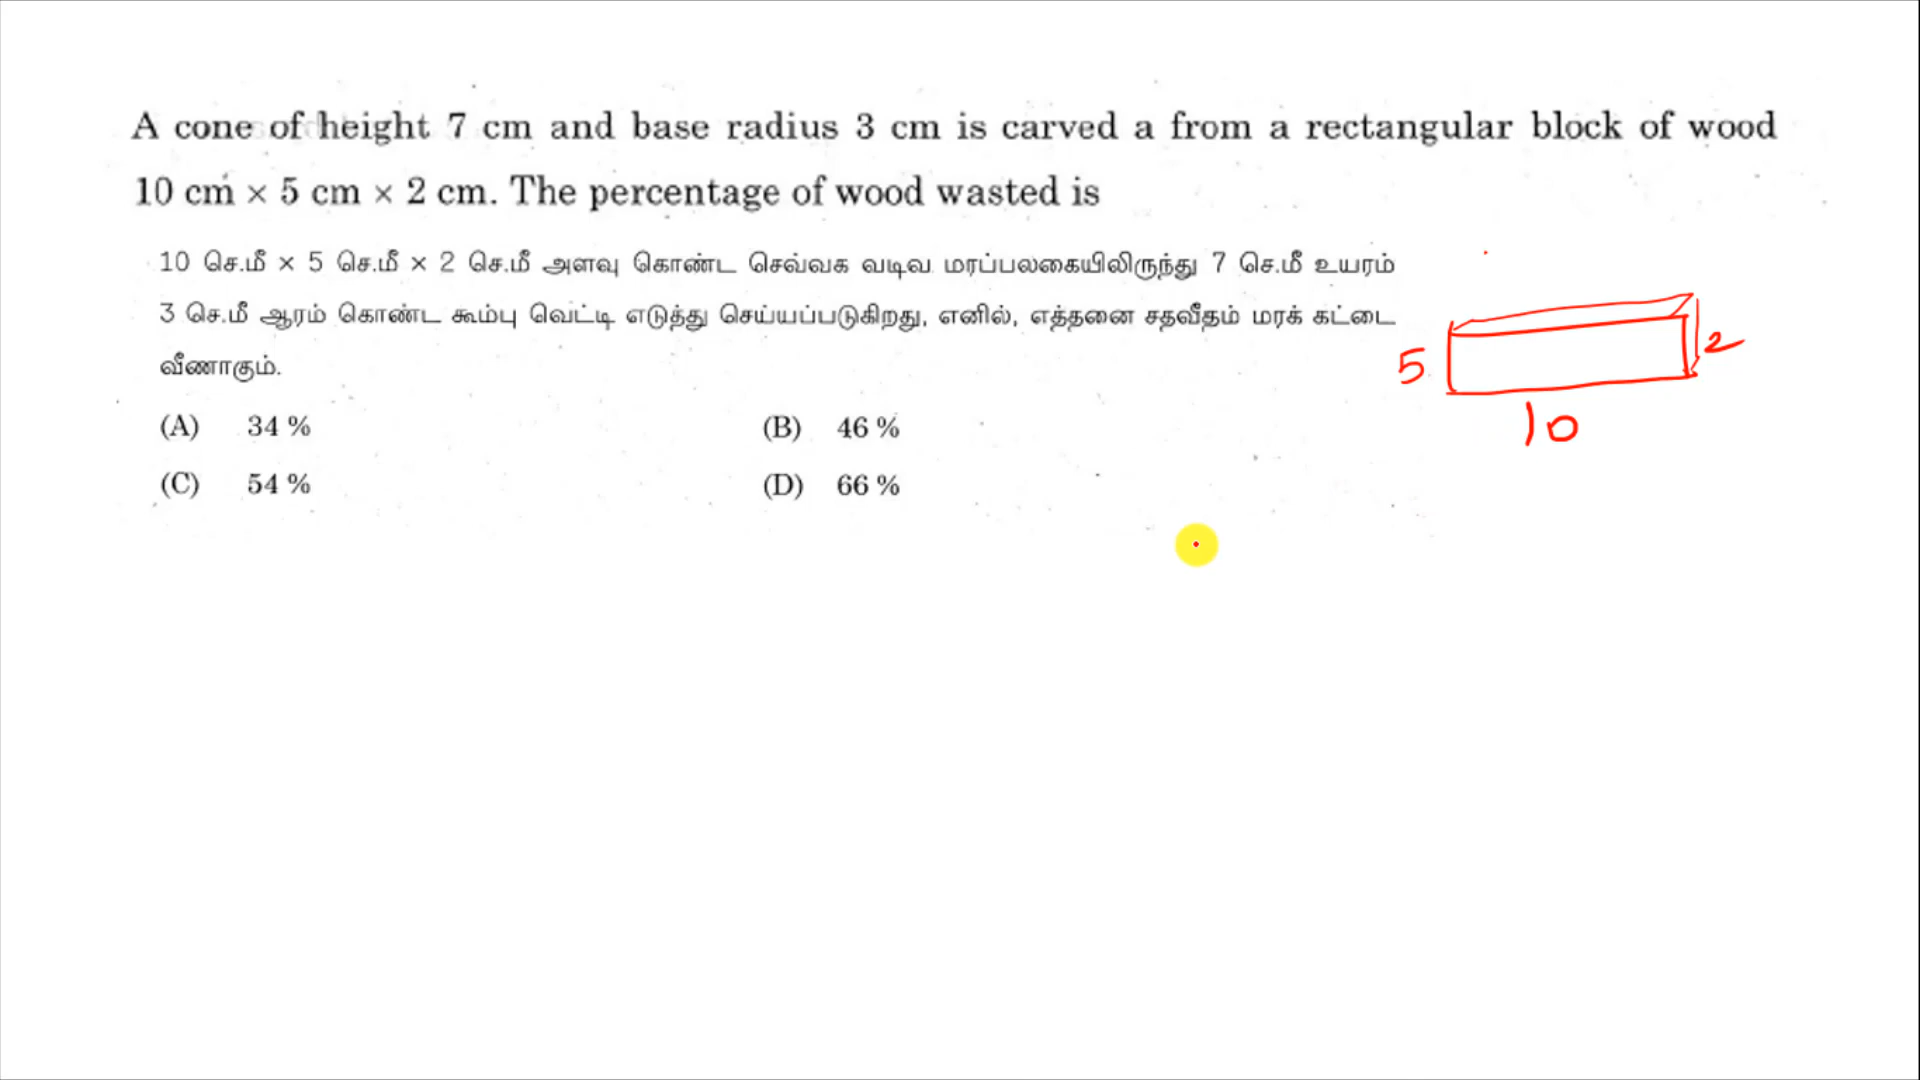 A cone of height 7 cm and base radius 3 cm is carved a from a rectangular block of wood
10 cm × 5 cm × 2 cm. The percentage of wood wasted is
10 செ.மீ × 5 செ.மீ × 2 செ.மீ அளவு கொண்ட செவ்வக வடிவ மரப்பலகையிலிருந்து 7 செ.மீ உயரம்
3 செ.மீ ஆரம் கொண்ட கூம்பு வெட்டி எடுத்து செய்யப்படுகிறது, எனில், எத்தனை சதவீதம் மரக் கட்டை
வீணாகும்.
5
2
10
(A) 34 % (B) 46 %
(C) 54 % (D) 66 %